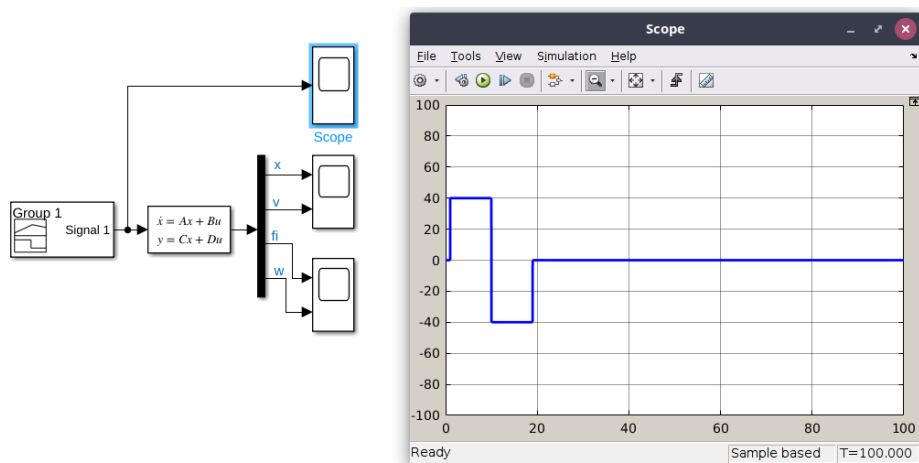 Scope
x
v
fi
w
Group 1
Signal 1
ẋ = Ax + Bu
y = Cx + Du
Scope
File Tools View Simulation Help
100
80
60
40
20
0
-20
-40
-60
-80
-100
0 20 40 60 80 100
Ready Sample based T=100.000